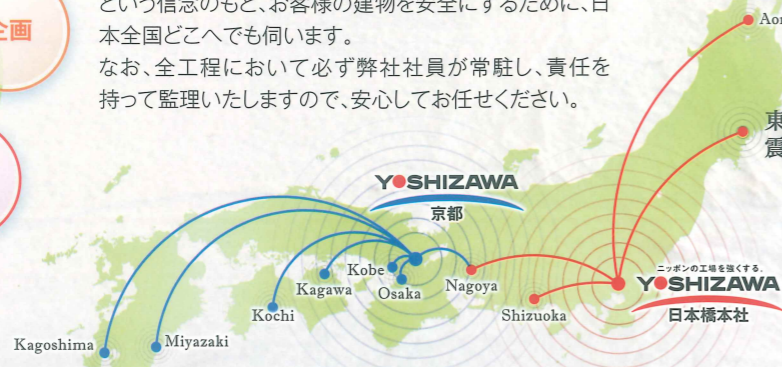 という信念のもと、お客様の建物を安全にするために、日
本全国どこへでも伺います。
なお、全工程において必ず弊社社員が常駐し、責任を
持って監理いたしますので、安心してお任せください。
企画
東
震
YOSHIZAWA
京都
Kobe
Osaka
Nagoya
Kagawa
Kochi
Shizuoka
Kagoshima
Miyazaki
ニッポンの工場を強くする。
YOSHIZAWA
日本橋本社